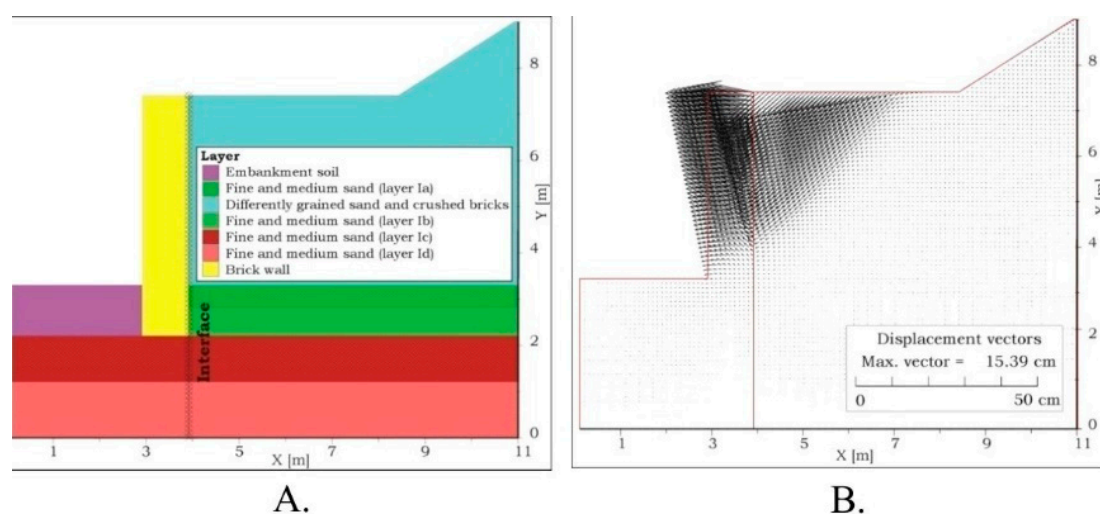 8
6
4
2
0
Y [m]
Layer
Embankment soil
Fine and medium sand (layer Ia)
Differently grained sand and crushed bricks
Fine and medium sand (layer Ib)
Fine and medium sand (layer Ic)
Fine and medium sand (layer Id)
Brick wall
Interface
1 3 5 7 9 11
X [m]
A.
8
6
4
2
0
X [m]
Displacement vectors
Max. vector = 15.39 cm
0 50 cm
1 3 5 7 9 11
X [m]
B.